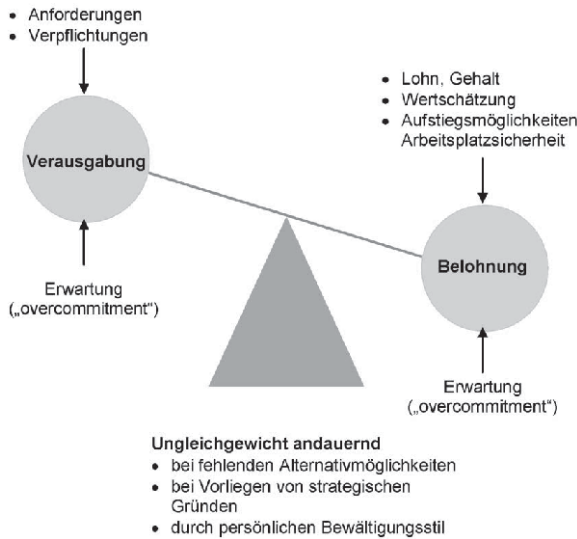 • Anforderungen
• Verpflichtungen
• Lohn, Gehalt
• Wertschätzung
• Aufstiegsmöglichkeiten
Arbeitsplatzsicherheit
Verausgabung
Belohnung
Erwartung
(„overcommitment“)
Erwartung
(„overcommitment“)
Ungleichgewicht andauernd
• bei fehlenden Alternativmöglichkeiten
• bei Vorliegen von strategischen
Gründen
• durch persönlichen Bewältigungsstil